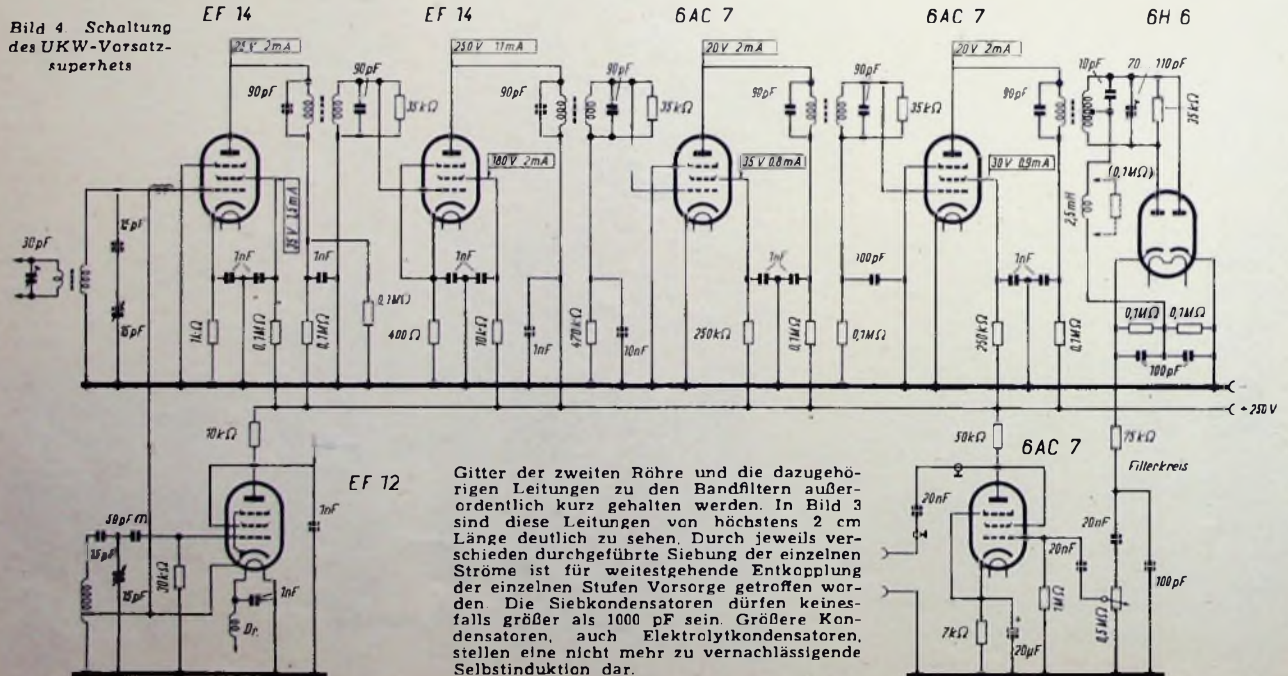 Bild 4. Schaltung
des UKW-Vorsatz-
superhets
EF 14
EF 14
6AC 7
6AC 7
6H 6
2mA
250 V 11mA
20V 2mA
20V 2mA
90pF
90pF
35kΩ
90pF
90pF
35kΩ
90pF
90pF
35kΩ
90pF
10pF
70
110pF
35kΩ
1,5mA
180V 2mA
35V 0,8mA
30V 0,9mA
(0,1MΩ)
2,5mH
30pF
15pF
15pF
1nF
1nF
0,1MΩ
1nF
1nF
100pF
1nF
1kΩ
0,1MΩ
0,1MΩ
400Ω
10kΩ
1nF
470kΩ
10nF
250kΩ
0,1MΩ
0,1MΩ
250kΩ
0,1MΩ
0,1MΩ
0,1MΩ
100pF
−
+ 250V
10kΩ
EF 12
50kΩ
6AC 7
75kΩ
Filterkreis
1nF
50pF
15pF
15pF
30kΩ
1nF
Dr.
20nF
20nF
20nF
100pF
1MΩ
0,5MΩ
7kΩ
+
20µF
Gitter der zweiten Röhre und die dazugehö-
rigen Leitungen zu den Bandfiltern außer-
ordentlich kurz gehalten werden. In Bild 3
sind diese Leitungen von höchstens 2 cm
Länge deutlich zu sehen. Durch jeweils ver-
schieden durchgeführte Siebung der einzelnen
Ströme ist für weitestgehende Entkopplung
der einzelnen Stufen Vorsorge getroffen wor-
den. Die Siebkondensatoren dürfen keines-
falls größer als 1000 pF sein. Größere Kon-
densatoren, auch Elektrolytkondensatoren,
stellen eine nicht mehr zu vernachlässigende
Selbstinduktion dar.